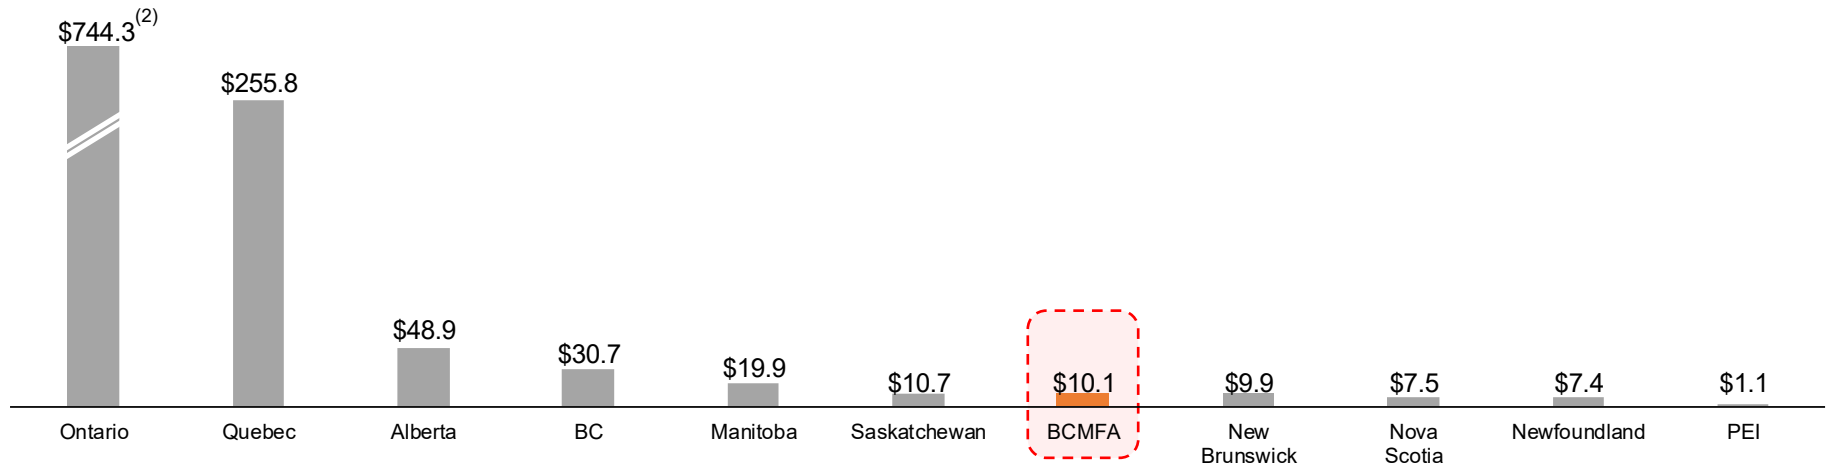 $744.3(2)
$255.8
$48.9
$30.7
$19.9
$10.7
$10.1
$9.9
$7.5
$7.4
$1.1
Ontario
Quebec
Alberta
BC
Manitoba
Saskatchewan
BCMFA
New
Brunswick
Nova
Scotia
Newfoundland
PEI